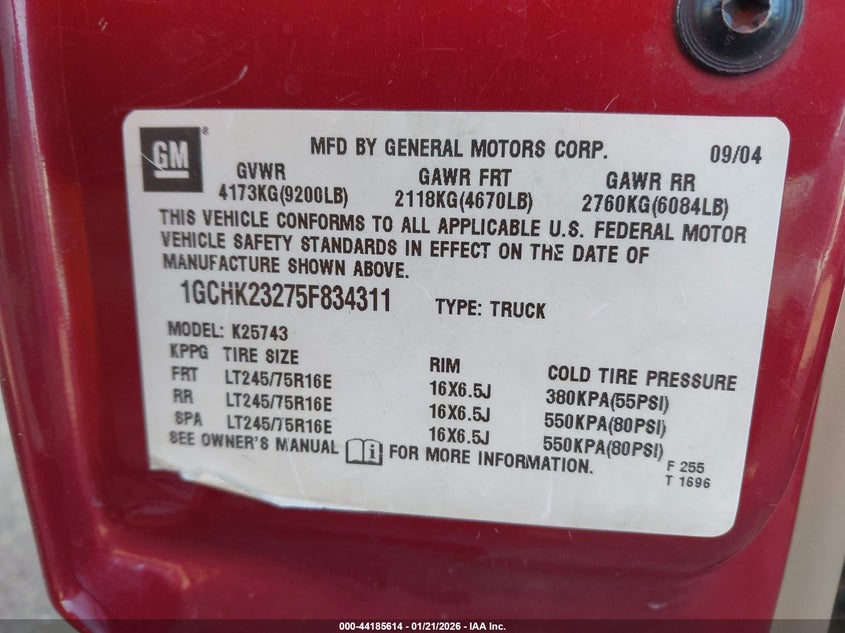 GM ®
MFD BY GENERAL MOTORS CORP. 09/04
GVWR GAWR FRT GAWR RR
4173KG(9200LB) 2118KG(4670LB) 2760KG(6084LB)
THIS VEHICLE CONFORMS TO ALL APPLICABLE U.S. FEDERAL MOTOR
VEHICLE SAFETY STANDARDS IN EFFECT ON THE DATE OF
MANUFACTURE SHOWN ABOVE.
1GCHK23275F834311 TYPE: TRUCK
MODEL: K25743
KPPG TIRE SIZE RIM COLD TIRE PRESSURE
FRT LT245/75R16E 16X6.5J 380KPA(55PSI)
RR LT245/75R16E 16X6.5J 550KPA(80PSI)
SPA LT245/75R16E 16X6.5J 550KPA(80PSI)
SEE OWNER'S MANUAL i FOR MORE INFORMATION.
F 255
T 1696
000-44185614 - 01/21/2026 - IAA Inc.